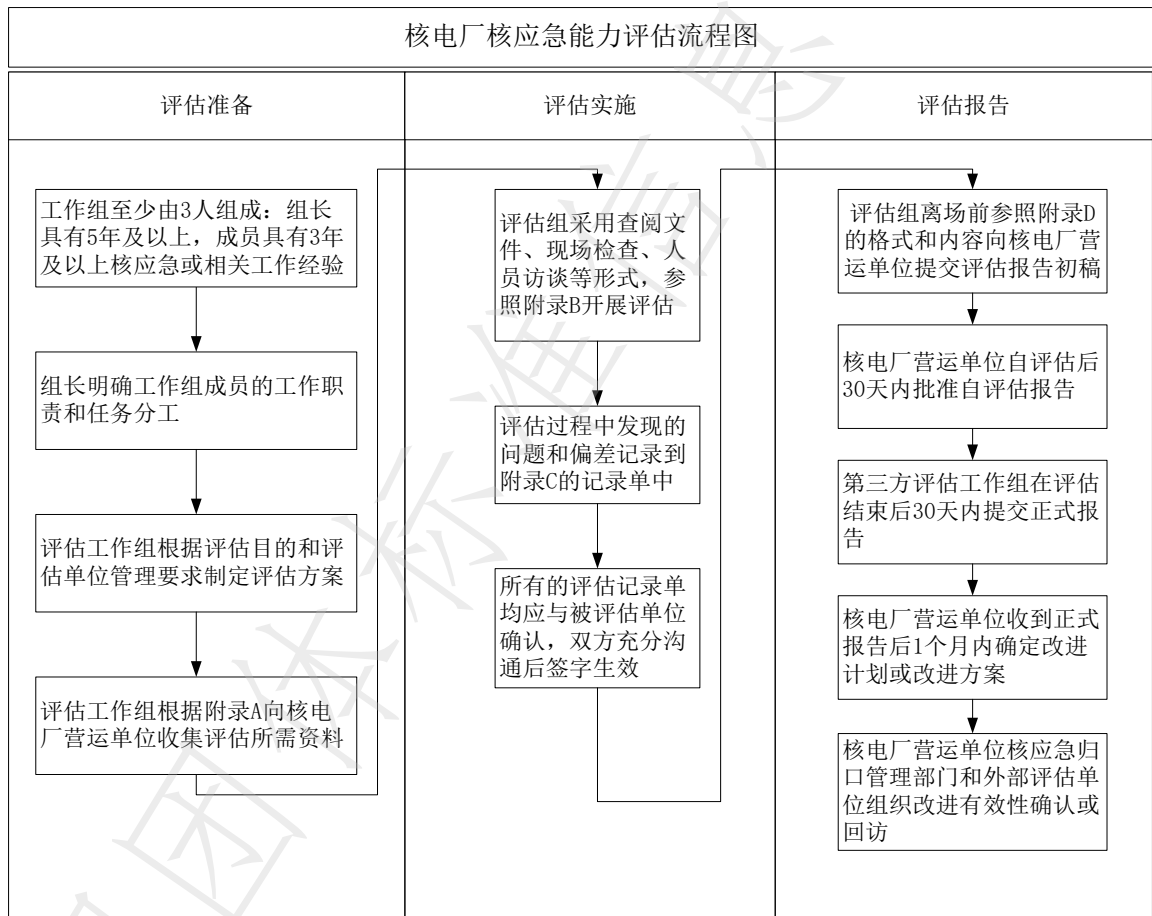 核电厂核应急能力评估流程图
评估准备
评估实施
评估报告
工作组至少由3人组成：组长
具有5年及以上，成员具有3年
及以上核应急或相关工作经验
组长明确工作组成员的工作职
责和任务分工
评估工作组根据评估目的和评
估单位管理要求制定评估方案
评估工作组根据附录A向核电
厂营运单位收集评估所需资料
评估组采用查阅文
件、现场检查、人
员访谈等形式，参
照附录B开展评估
评估过程中发现的
问题和偏差记录到
附录C的记录单中
所有的评估记录单
均应与被评估单位
确认，双方充分沟
通后签字生效
评估组离场前参照附录D
的格式和内容向核电厂营
运单位提交评估报告初稿
核电厂营运单位自评估后
30天内批准自评估报告
第三方评估工作组在评估
结束后30天内提交正式报
告
核电厂营运单位收到正式
报告后1个月内确定改进
计划或改进方案
核电厂营运单位核应急归
口管理部门和外部评估单
位组织改进有效性确认或
回访
团体标准信息